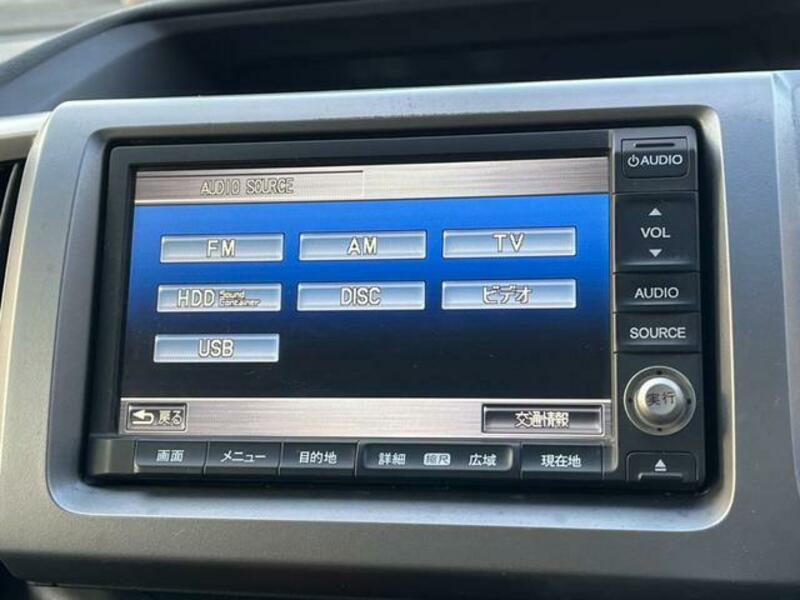 AUDIO SOURCE
FM AM TV
HDD Sound Container DISC ビデオ
USB
戻る 交通情報
画面 メニュー 目的地 詳細 縮尺 広域 現在地
AUDIO
VOL
AUDIO
SOURCE
実行